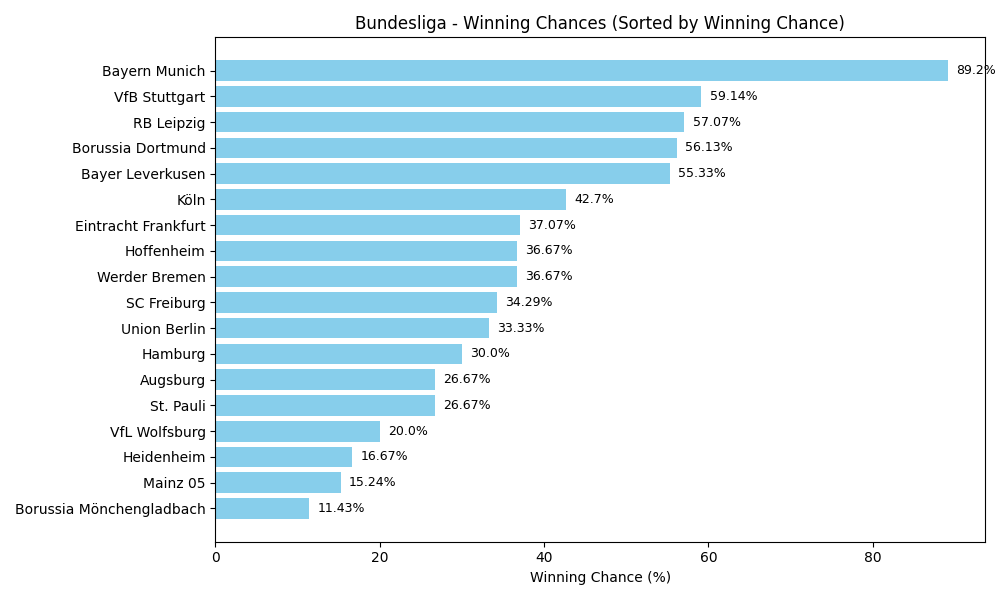 Bundesliga - Winning Chances (Sorted by Winning Chance)
Bayern Munich 89.2%
VfB Stuttgart 59.14%
RB Leipzig 57.07%
Borussia Dortmund 56.13%
Bayer Leverkusen 55.33%
Köln 42.7%
Eintracht Frankfurt 37.07%
Hoffenheim 36.67%
Werder Bremen 36.67%
SC Freiburg 34.29%
Union Berlin 33.33%
Hamburg 30.0%
Augsburg 26.67%
St. Pauli 26.67%
VfL Wolfsburg 20.0%
Heidenheim 16.67%
Mainz 05 15.24%
Borussia Mönchengladbach 11.43%
0 20 40 60 80
Winning Chance (%)